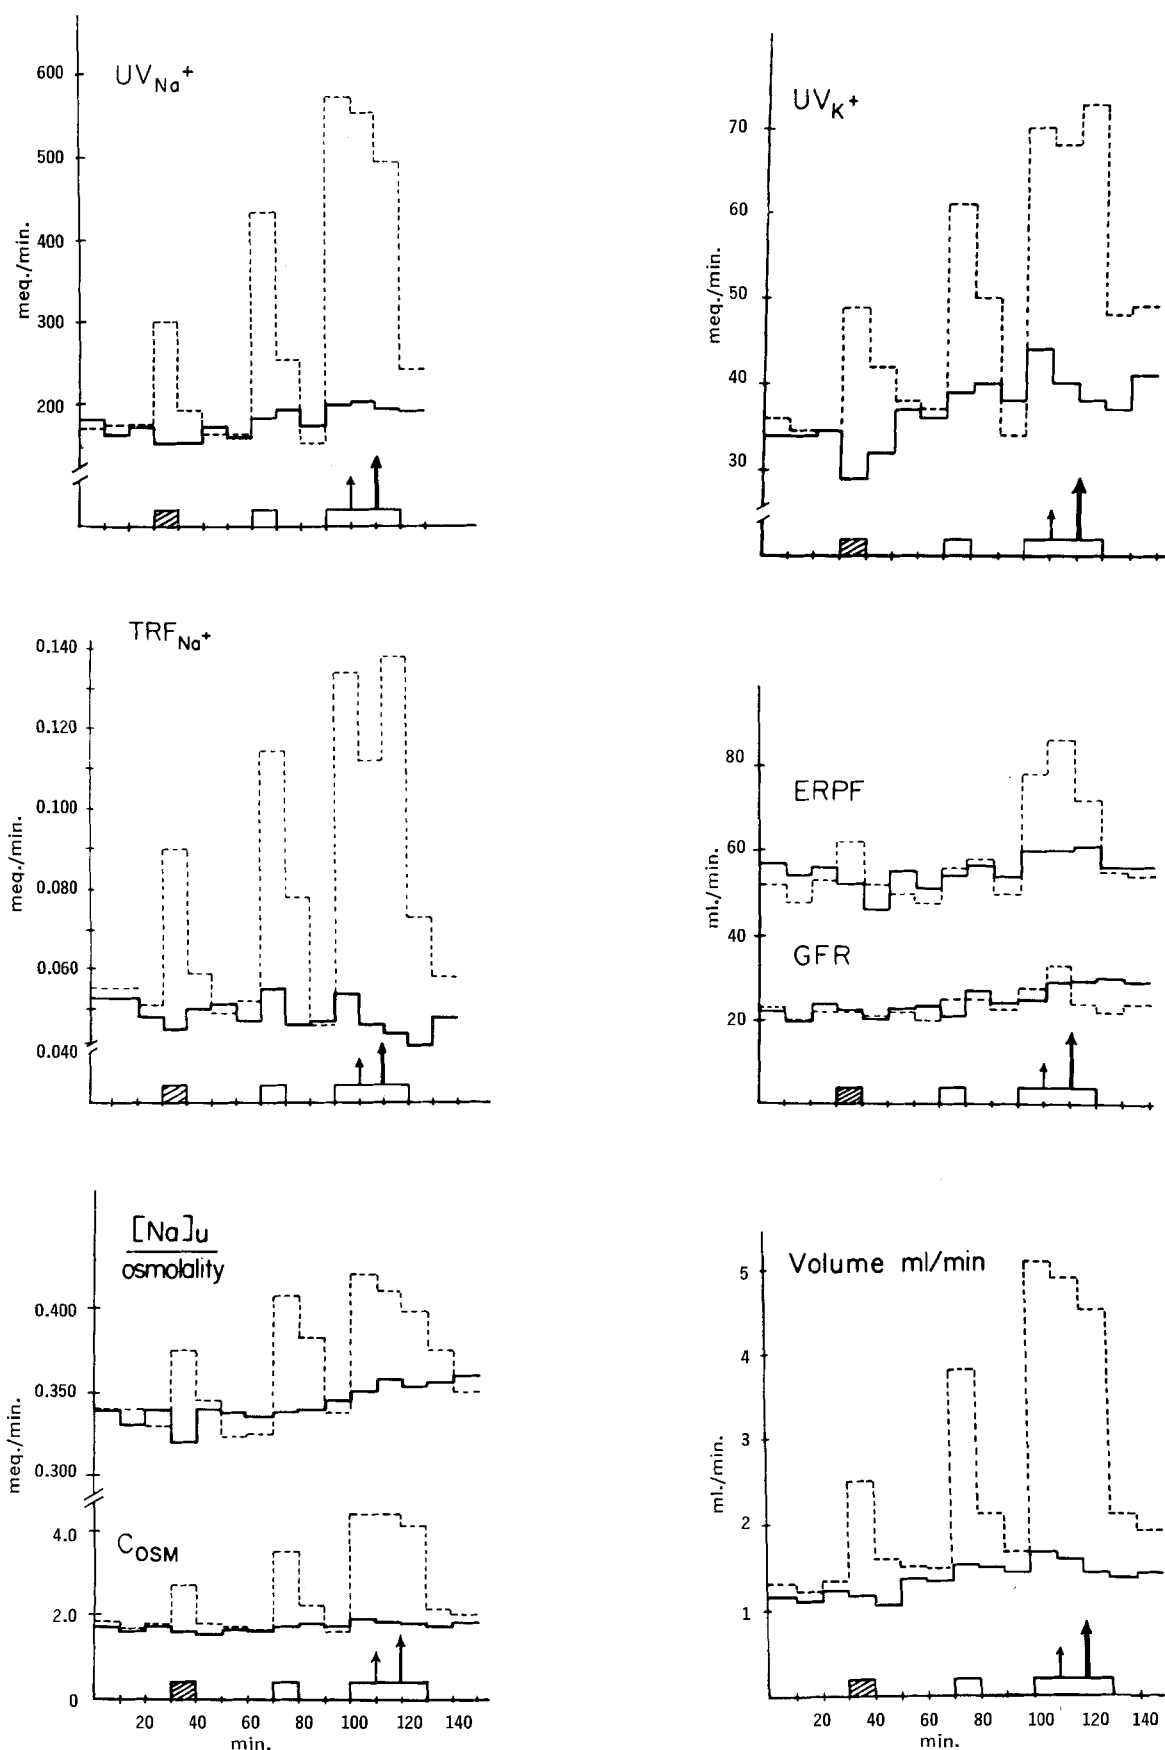 UV Na+
600
500
400
300
200
meq./min.
UV K+
70
60
50
40
30
meq./min.
TRF Na+
0.140
0.120
0.100
0.080
0.060
0.040
meq./min.
ERPF
GFR
80
60
40
20
ml./min.
[Na]u
osmolality
0.400
0.350
0.300
meq./min.
COSM
4.0
2.0
0
20 40 60 80 100 120 140
min.
Volume ml/min
5
4
3
2
1
ml./min.
20 40 60 80 100 120 140
min.